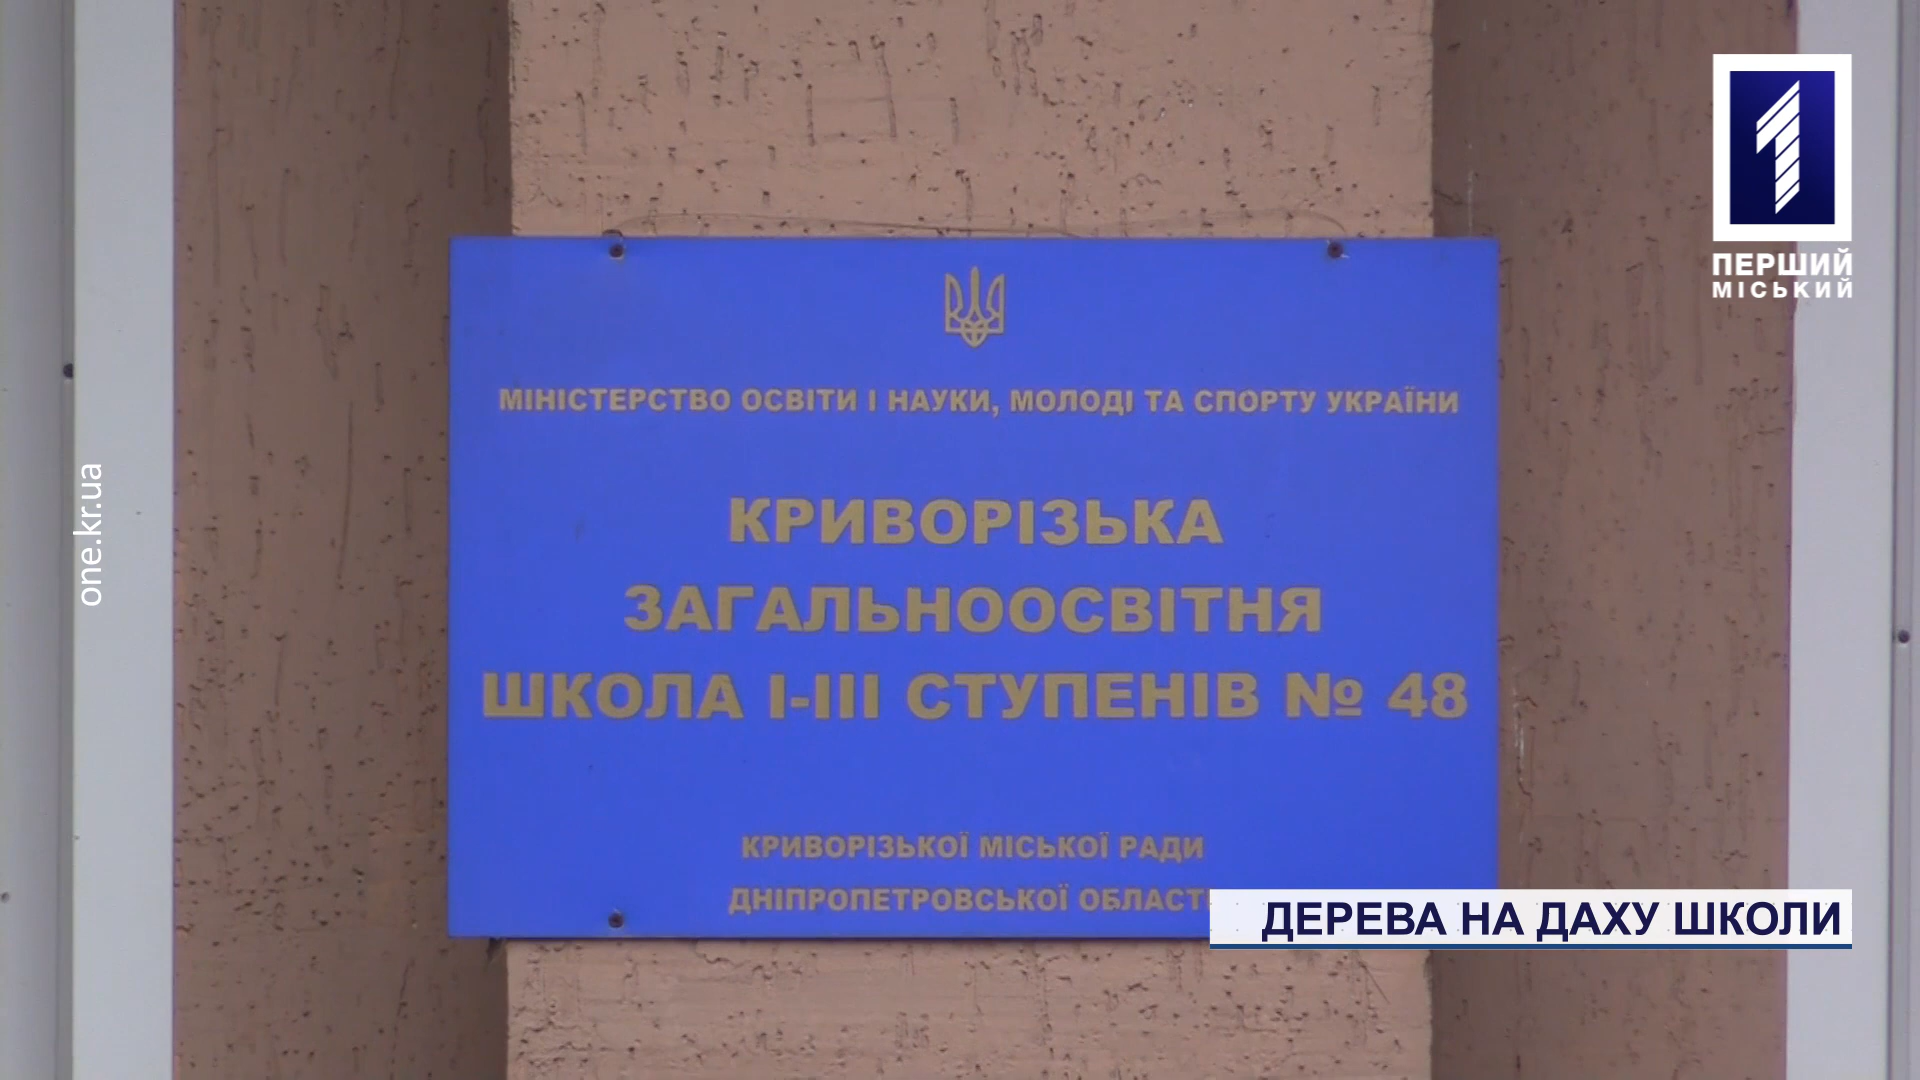 ПЕРШИЙ
МІСЬКИЙ
МІНІСТЕРСТВО ОСВІТИ І НАУКИ, МОЛОДІ ТА СПОРТУ УКРАЇНИ
one.kr.ua
КРИВОРІЗЬКА
ЗАГАЛЬНООСВІТНЯ
ШКОЛА І-ІІІ СТУПЕНІВ № 48
КРИВОРІЗЬКОЇ МІСЬКОЇ РАДИ
ДНІПРОПЕТРОВСЬКОЇ ОБЛАСТІ
ДЕРЕВА НА ДАХУ ШКОЛИ